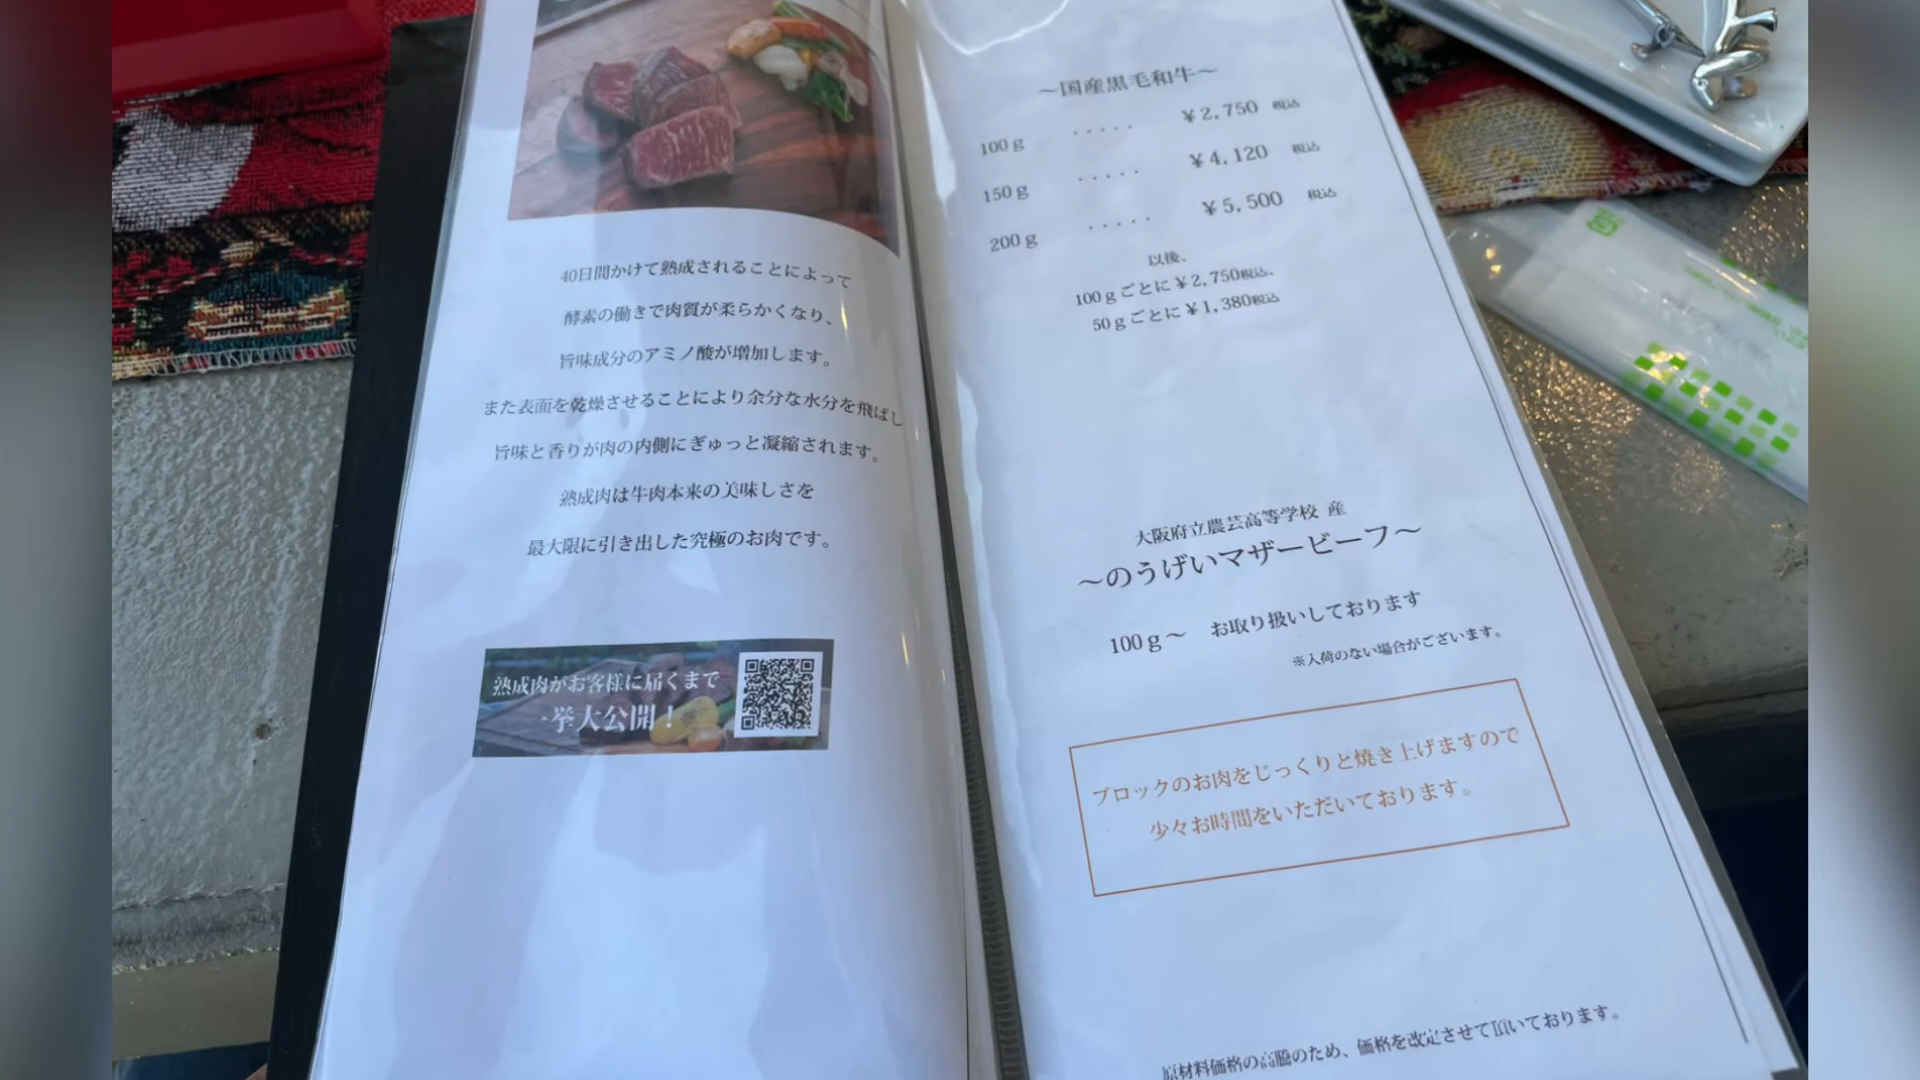 40日間かけて熟成されることによって
酵素の働きで肉質が柔らかくなり、
旨味成分のアミノ酸が増加します。
また表面を乾燥させることにより余分な水分を飛ばし
旨味と香りが肉の内側にぎゅっと凝縮されます。
熟成肉は牛肉本来の美味しさを
最大限に引き出した究極のお肉です。
熟成肉がお客様に届くまで
一挙大公開！
～国産黒毛和牛～
100g ····· ¥2,750 税込
150g ····· ¥4,120 税込
200g ····· ¥5,500 税込
以後、
100gごとに¥2,750税込、
50gごとに¥1,380税込
大阪府立農芸高等学校 産
～のうげいマザービーフ～
100g～ お取り扱いしております
※入荷のない場合がございます。
ブロックのお肉をじっくりと焼き上げますので
少々お時間をいただいております。
原材料価格の高騰のため、価格を改定させて頂いております。